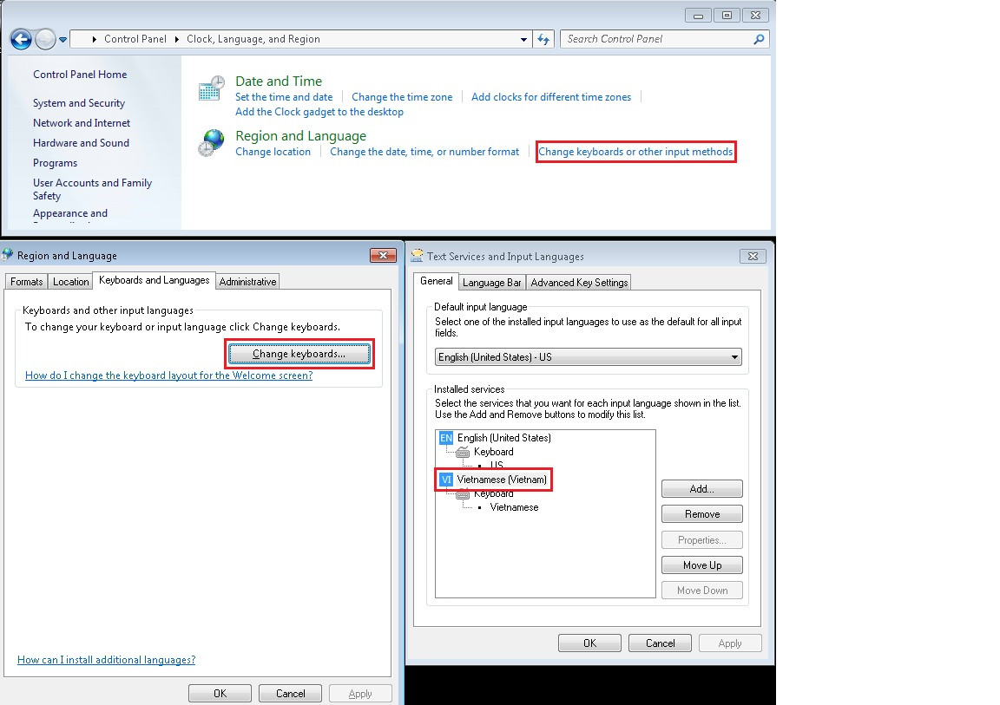 Control Panel Clock, Language, and Region Search Control Panel
Control Panel Home
System and Security
Network and Internet
Hardware and Sound
Programs
User Accounts and Family
Safety
Appearance and
Date and Time
Set the time and date Change the time zone Add clocks for different time zones
Add the Clock gadget to the desktop
Region and Language
Change location Change the date, time, or number format Change keyboards or other input methods
Region and Language
Formats Location Keyboards and Languages Administrative
Keyboards and other input languages
To change your keyboard or input language click Change keyboards.
Change keyboards...
How do I change the keyboard layout for the Welcome screen?
How can I install additional languages?
OK Cancel Apply
Text Services and Input Languages
General Language Bar Advanced Key Settings
Default input language
Select one of the installed input languages to use as the default for all input
fields.
English (United States) - US
Installed services
Select the services that you want for each input language shown in the list.
Use the Add and Remove buttons to modify this list.
EN English (United States)
Keyboard
US
VI Vietnamese (Vietnam)
Keyboard
Vietnamese
Add...
Remove
Properties...
Move Up
Move Down
OK Cancel Apply